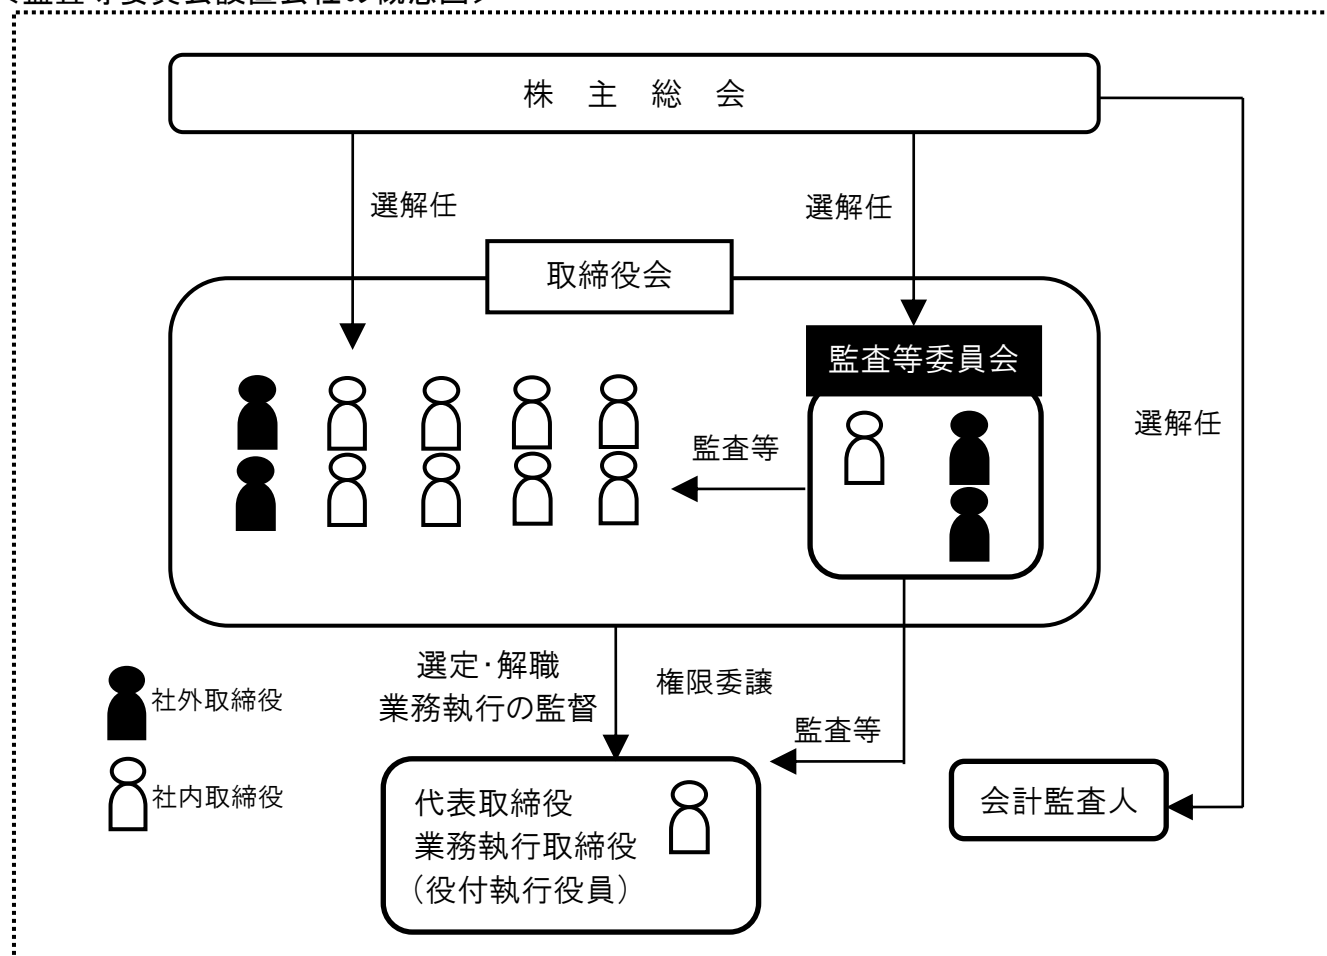 株 主 総 会
選解任
選解任
取締役会
監査等委員会
選解任
監査等
選定・解職
業務執行の監督
権限委譲
監査等
社外取締役
社内取締役
代表取締役
業務執行取締役
（役付執行役員）
会計監査人